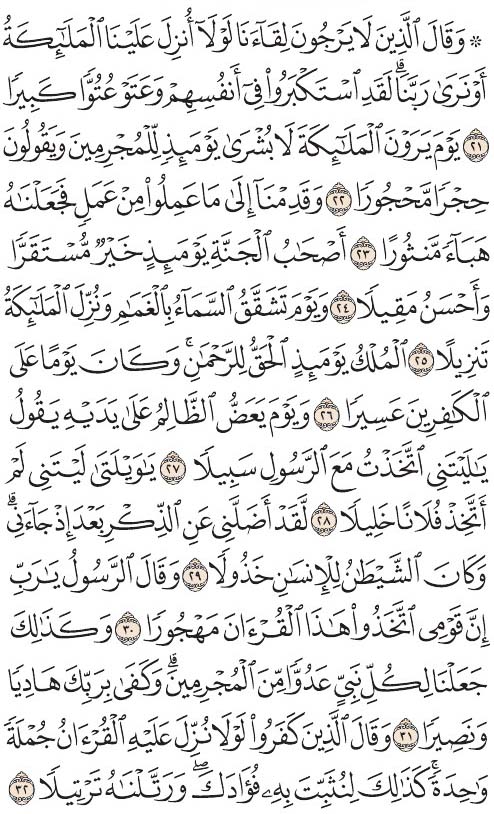 ۞ وَقَالَ ٱلَّذِينَ لَا يَرْجُونَ لِقَآءَنَا لَوْلَآ أُنزِلَ عَلَيْنَا ٱلْمَلَٰٓئِكَةُ
أَوْ نَرَىٰ رَبَّنَا ۗ لَقَدِ ٱسْتَكْبَرُوا۟ فِىٓ أَنفُسِهِمْ وَعَتَوْ عُتُوًّا كَبِيرًا
٢١ يَوْمَ يَرَوْنَ ٱلْمَلَٰٓئِكَةَ لَا بُشْرَىٰ يَوْمَئِذٍ لِّلْمُجْرِمِينَ وَيَقُولُونَ
حِجْرًا مَّحْجُورًا ٢٢ وَقَدِمْنَآ إِلَىٰ مَا عَمِلُوا۟ مِنْ عَمَلٍ فَجَعَلْنَٰهُ
هَبَآءً مَّنثُورًا ٢٣ أَصْحَٰبُ ٱلْجَنَّةِ يَوْمَئِذٍ خَيْرٌ مُّسْتَقَرًّا
وَأَحْسَنُ مَقِيلًا ٢٤ وَيَوْمَ تَشَقَّقُ ٱلسَّمَآءُ بِٱلْغَمَٰمِ وَنُزِّلَ ٱلْمَلَٰٓئِكَةُ
تَنزِيلًا ٢٥ ٱلْمُلْكُ يَوْمَئِذٍ ٱلْحَقُّ لِلرَّحْمَٰنِ ۚ وَكَانَ يَوْمًا عَلَى
ٱلْكَٰفِرِينَ عَسِيرًا ٢٦ وَيَوْمَ يَعَضُّ ٱلظَّالِمُ عَلَىٰ يَدَيْهِ يَقُولُ
يَٰلَيْتَنِى ٱتَّخَذْتُ مَعَ ٱلرَّسُولِ سَبِيلًا ٢٧ يَٰوَيْلَتَىٰ لَيْتَنِى لَمْ
أَتَّخِذْ فُلَانًا خَلِيلًا ٢٨ لَّقَدْ أَضَلَّنِى عَنِ ٱلذِّكْرِ بَعْدَ إِذْ جَآءَنِى ۗ
وَكَانَ ٱلشَّيْطَٰنُ لِلْإِنسَٰنِ خَذُولًا ٢٩ وَقَالَ ٱلرَّسُولُ يَٰرَبِّ
إِنَّ قَوْمِى ٱتَّخَذُوا۟ هَٰذَا ٱلْقُرْءَانَ مَهْجُورًا ٣٠ وَكَذَٰلِكَ
جَعَلْنَا لِكُلِّ نَبِىٍّ عَدُوًّا مِّنَ ٱلْمُجْرِمِينَ ۗ وَكَفَىٰ بِرَبِّكَ هَادِيًا
وَنَصِيرًا ٣١ وَقَالَ ٱلَّذِينَ كَفَرُوا۟ لَوْلَا نُزِّلَ عَلَيْهِ ٱلْقُرْءَانُ جُمْلَةً
وَٰحِدَةً ۚ كَذَٰلِكَ لِنُثَبِّتَ بِهِۦ فُؤَادَكَ ۖ وَرَتَّلْنَٰهُ تَرْتِيلًا ٣٢